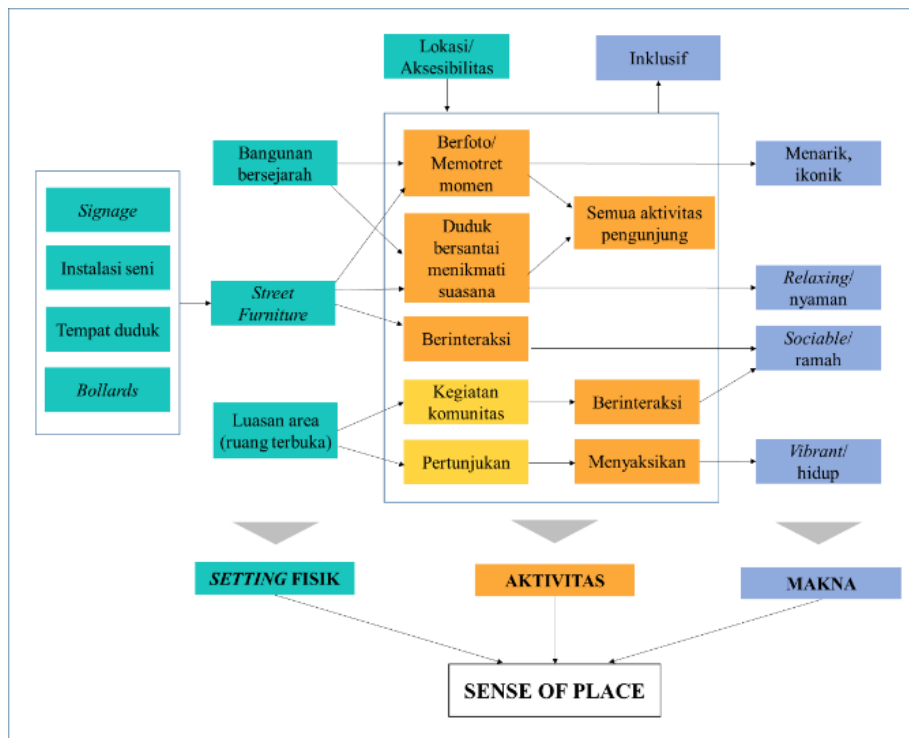 Lokasi/
Aksesibilitas
Inklusif
Bangunan
bersejarah
Berfoto/
Memotret
momen
Menarik,
ikonik
Signage
Instalasi seni
Tempat duduk
Bollards
Street
Furniture
Duduk
bersantai
menikmati
suasana
Semua aktivitas
pengunjung
Relaxing/
nyaman
Berinteraksi
Sociable/
ramah
Luasan area
(ruang terbuka)
Kegiatan
komunitas
Berinteraksi
Pertunjukan
Menyaksikan
Vibrant/
hidup
SETTING FISIK
AKTIVITAS
MAKNA
SENSE OF PLACE